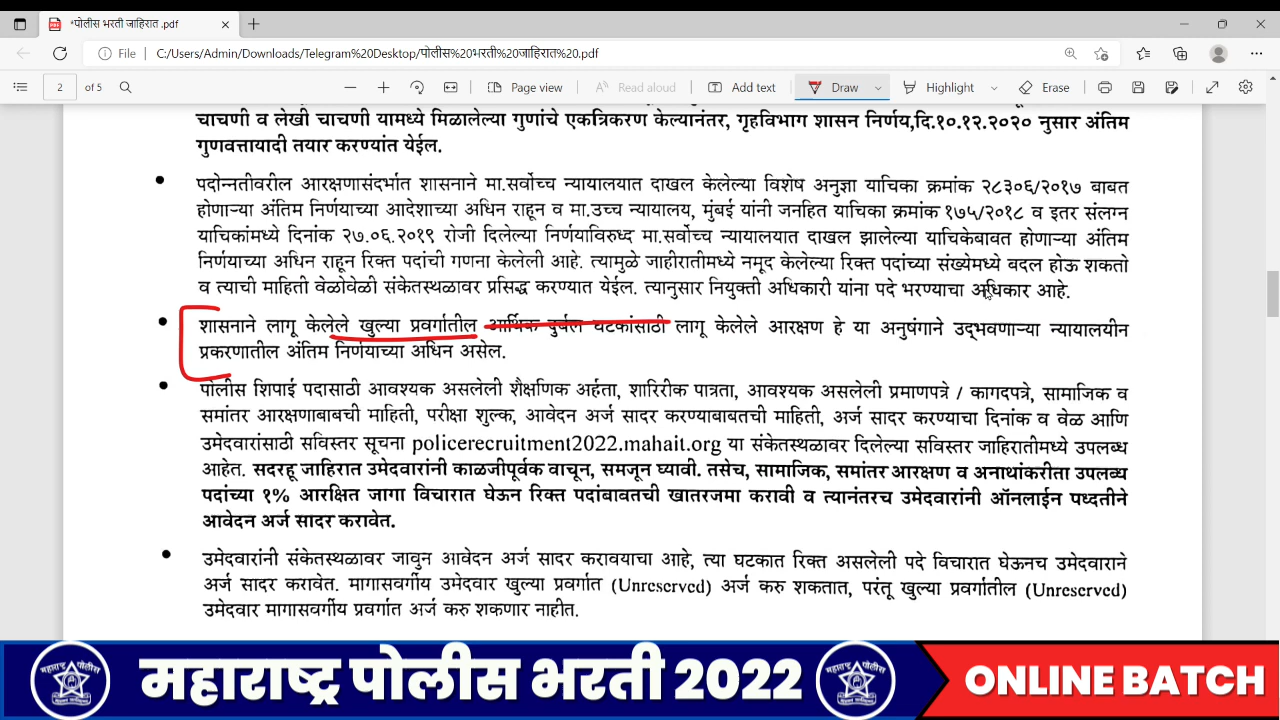 *पोलीस भरती जाहिरात .pdf
File C:/Users/Admin/Downloads/Telegram%20Desktop/पोलीस%20भरती%20जाहिरात%20.pdf
2 of 5 Page view Read aloud Add text Draw Highlight Erase
चाचणी व लेखी चाचणी यामध्ये मिळालेल्या गुणांचे एकत्रिकरण केल्यानंतर, गृहविभाग शासन निर्णय,दि.१०.१२.२०२० नुसार अंतिम
गुणवत्तायादी तयार करण्यांत येईल.
• पदोन्नतीवरील आरक्षणासंदर्भात शासनाने मा.सर्वोच्च न्यायालयात दाखल केलेल्या विशेष अनुज्ञा याचिका क्रमांक २८३०६/२०१७ बाबत
होणाऱ्या अंतिम निर्णयाच्या आदेशाच्या अधिन राहून व मा.उच्च न्यायालय, मुंबई यांनी जनहित याचिका क्रमांक १७५/२०१८ व इतर संलग्न
याचिकांमध्ये दिनांक २७.०६.२०१९ रोजी दिलेल्या निर्णयाविरुध्द मा.सर्वोच्च न्यायालयात दाखल झालेल्या याचिकेबावत होणाऱ्या अंतिम
निर्णयाच्या अधिन राहून रिक्त पदांची गणना केलेली आहे. त्यामुळे जाहीरातीमध्ये नमूद केलेल्या रिक्त पदांच्या संख्येमध्ये बदल होऊ शकतो
व त्याची माहिती वेळोवेळी संकेतस्थळावर प्रसिद्ध करण्यात येईल. त्यानुसार नियुक्ती अधिकारी यांना पदे भरण्याचा अधिकार आहे.
• शासनाने लागू केलेले खुल्या प्रवर्गातील आर्थिक दुर्बल घटकांसाठी लागू केलेले आरक्षण हे या अनुषंगाने उद्‌भवणाऱ्या न्यायालयीन
प्रकरणातील अंतिम निर्णयाच्या अधिन असेल.
• पोलीस शिपाई पदासाठी आवश्यक असलेली शैक्षणिक अर्हता, शारिरीक पात्रता, आवश्यक असलेली प्रमाणपत्रे / कागदपत्रे, सामाजिक व
समांतर आरक्षणाबाबची माहिती, परीक्षा शुल्क, आवेदन अर्ज सादर करण्याबाबतची माहिती, अर्ज सादर करण्याचा दिनांक व वेळ आणि
उमेदवारांसाठी सविस्तर सूचना policerecruitment2022.mahait.org या संकेतस्थळावर दिलेल्या सविस्तर जाहिरातीमध्ये उपलब्ध
आहेत. सदरहू जाहिरात उमेदवारांनी काळजीपूर्वक वाचून, समजून घ्यावी. तसेच, सामाजिक, समांतर आरक्षण व अनाथांकरीता उपलब्ध
पदांच्या १% आरक्षित जागा विचारात घेऊन रिक्त पदांबाबतची खातरजमा करावी व त्यानंतरच उमेदवारांनी ऑनलाईन पध्दतीने
आवेदन अर्ज सादर करावेत.
• उमेदवारांनी संकेतस्थळावर जावुन आवेदन अर्ज सादर करावयाचा आहे, त्या घटकात रिक्त असलेली पदे विचारात घेऊनच उमेदवाराने
अर्ज सादर करावेत. मागासवर्गीय उमेदवार खुल्या प्रवर्गात (Unreserved) अर्ज करु शकतात, परंतू खुल्या प्रवर्गातील (Unreserved)
उमेदवार मागासवर्गीय प्रवर्गात अर्ज करु शकणार नाहीत.
महाराष्ट्र पोलीस भरती 2022 ONLINE BATCH